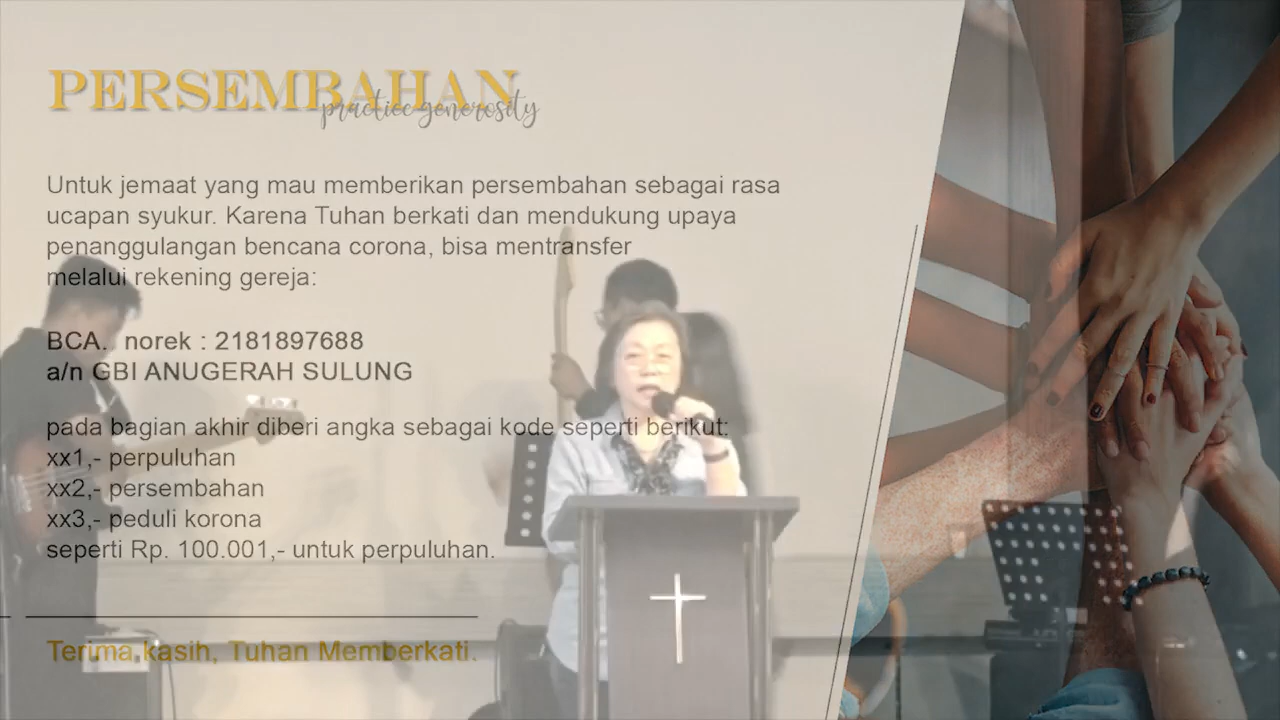 PERSEMBAHAN
practice generosity
Untuk jemaat yang mau memberikan persembahan sebagai rasa
ucapan syukur. Karena Tuhan berkati dan mendukung upaya
penanggulangan bencana corona, bisa mentransfer
melalui rekening gereja:
BCA. norek : 2181897688
a/n GBI ANUGERAH SULUNG
pada bagian akhir diberi angka sebagai kode seperti berikut:
xx1,- perpuluhan
xx2,- persembahan
xx3,- peduli korona
seperti Rp. 100.001,- untuk perpuluhan.
Terima kasih, Tuhan Memberkati.